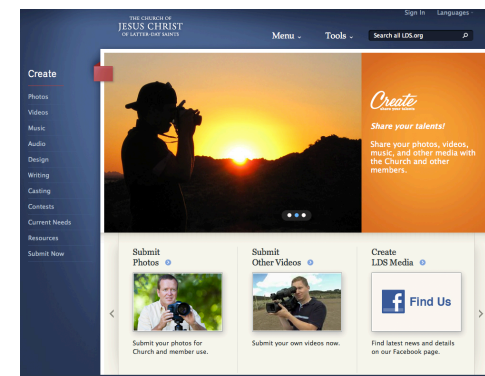 Sign In Languages
THE CHURCH OF
JESUS CHRIST
OF LATTER-DAY SAINTS
Menu Tools Search all LDS.org
Create
Photos
Videos
Music
Audio
Design
Writing
Casting
Contests
Current Needs
Resources
Submit Now
Create
share your talents
Share your talents!
Share your photos, videos,
music, and other media with
the Church and other
members.
Submit
Photos
Submit your photos for
Church and member use.
Submit
Other Videos
Submit your own videos now.
Create
LDS Media
f Find Us
Find latest news and details
on our Facebook page.